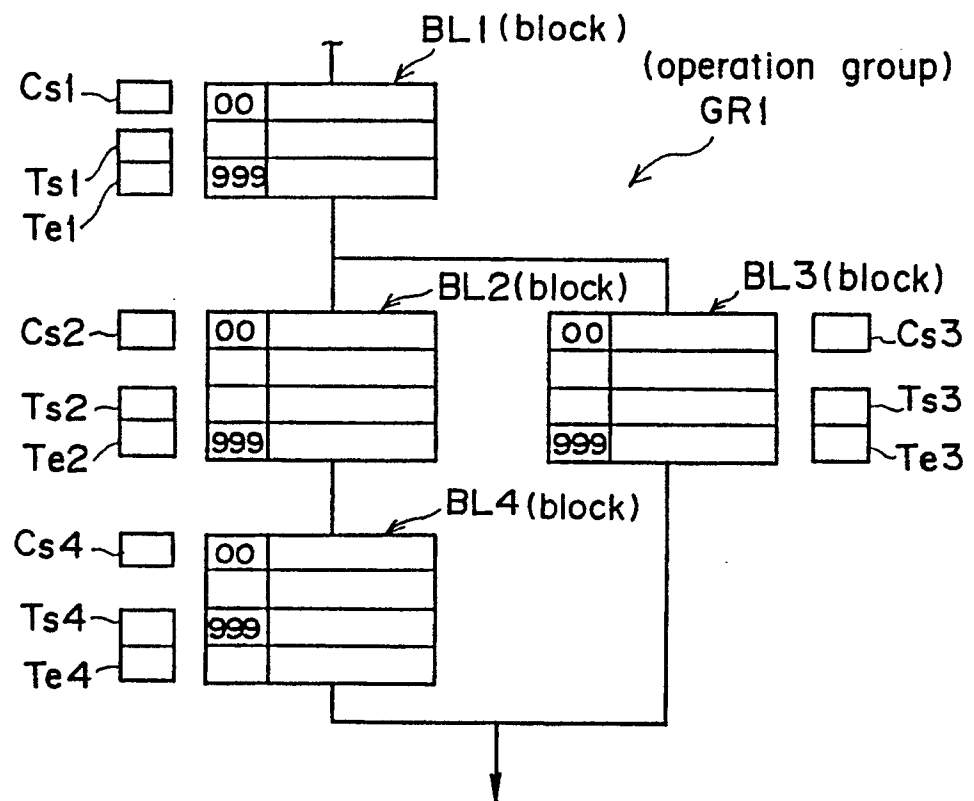 BL1 (block)
(operation group)
GR1
Cs1
00
Ts1
999
Te1
BL2 (block)
BL3 (block)
Cs2
00
00
Cs3
Ts2
Ts3
Te2
999
999
Te3
BL4 (block)
Cs4
00
Ts4
999
Te4